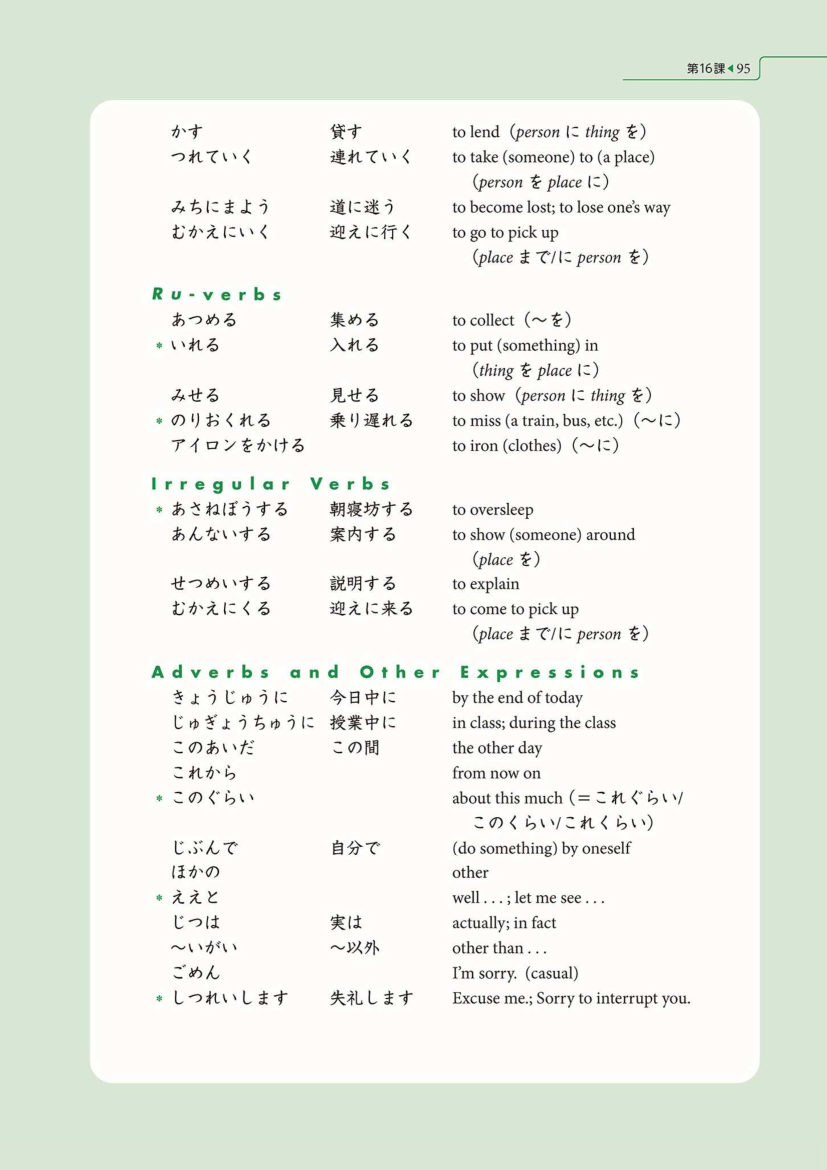 第16課◀95
かす 貸す to lend (person に thing を)
つれていく 連れていく to take (someone) to (a place)
(person を place に)
みちにまよう 道に迷う to become lost; to lose one's way
むかえにいく 迎えに行く to go to pick up
(place まで/に person を)
Ru-verbs
あつめる 集める to collect (〜を)
* いれる 入れる to put (something) in
(thing を place に)
みせる 見せる to show (person に thing を)
* のりおくれる 乗り遅れる to miss (a train, bus, etc.) (〜に)
アイロンをかける to iron (clothes) (〜に)
Irregular Verbs
* あさねぼうする 朝寝坊する to oversleep
あんないする 案内する to show (someone) around
(place を)
せつめいする 説明する to explain
むかえにくる 迎えに来る to come to pick up
(place まで/に person を)
Adverbs and Other Expressions
きょうじゅうに 今日中に by the end of today
じゅぎょうちゅうに 授業中に in class; during the class
このあいだ この間 the other day
これから from now on
* このぐらい about this much (＝これぐらい/
このくらい/これくらい)
じぶんで 自分で (do something) by oneself
ほかの other
* ええと well . . . ; let me see . . .
じつは 実は actually; in fact
〜いがい 〜以外 other than . . .
ごめん I'm sorry. (casual)
* しつれいします 失礼します Excuse me.; Sorry to interrupt you.